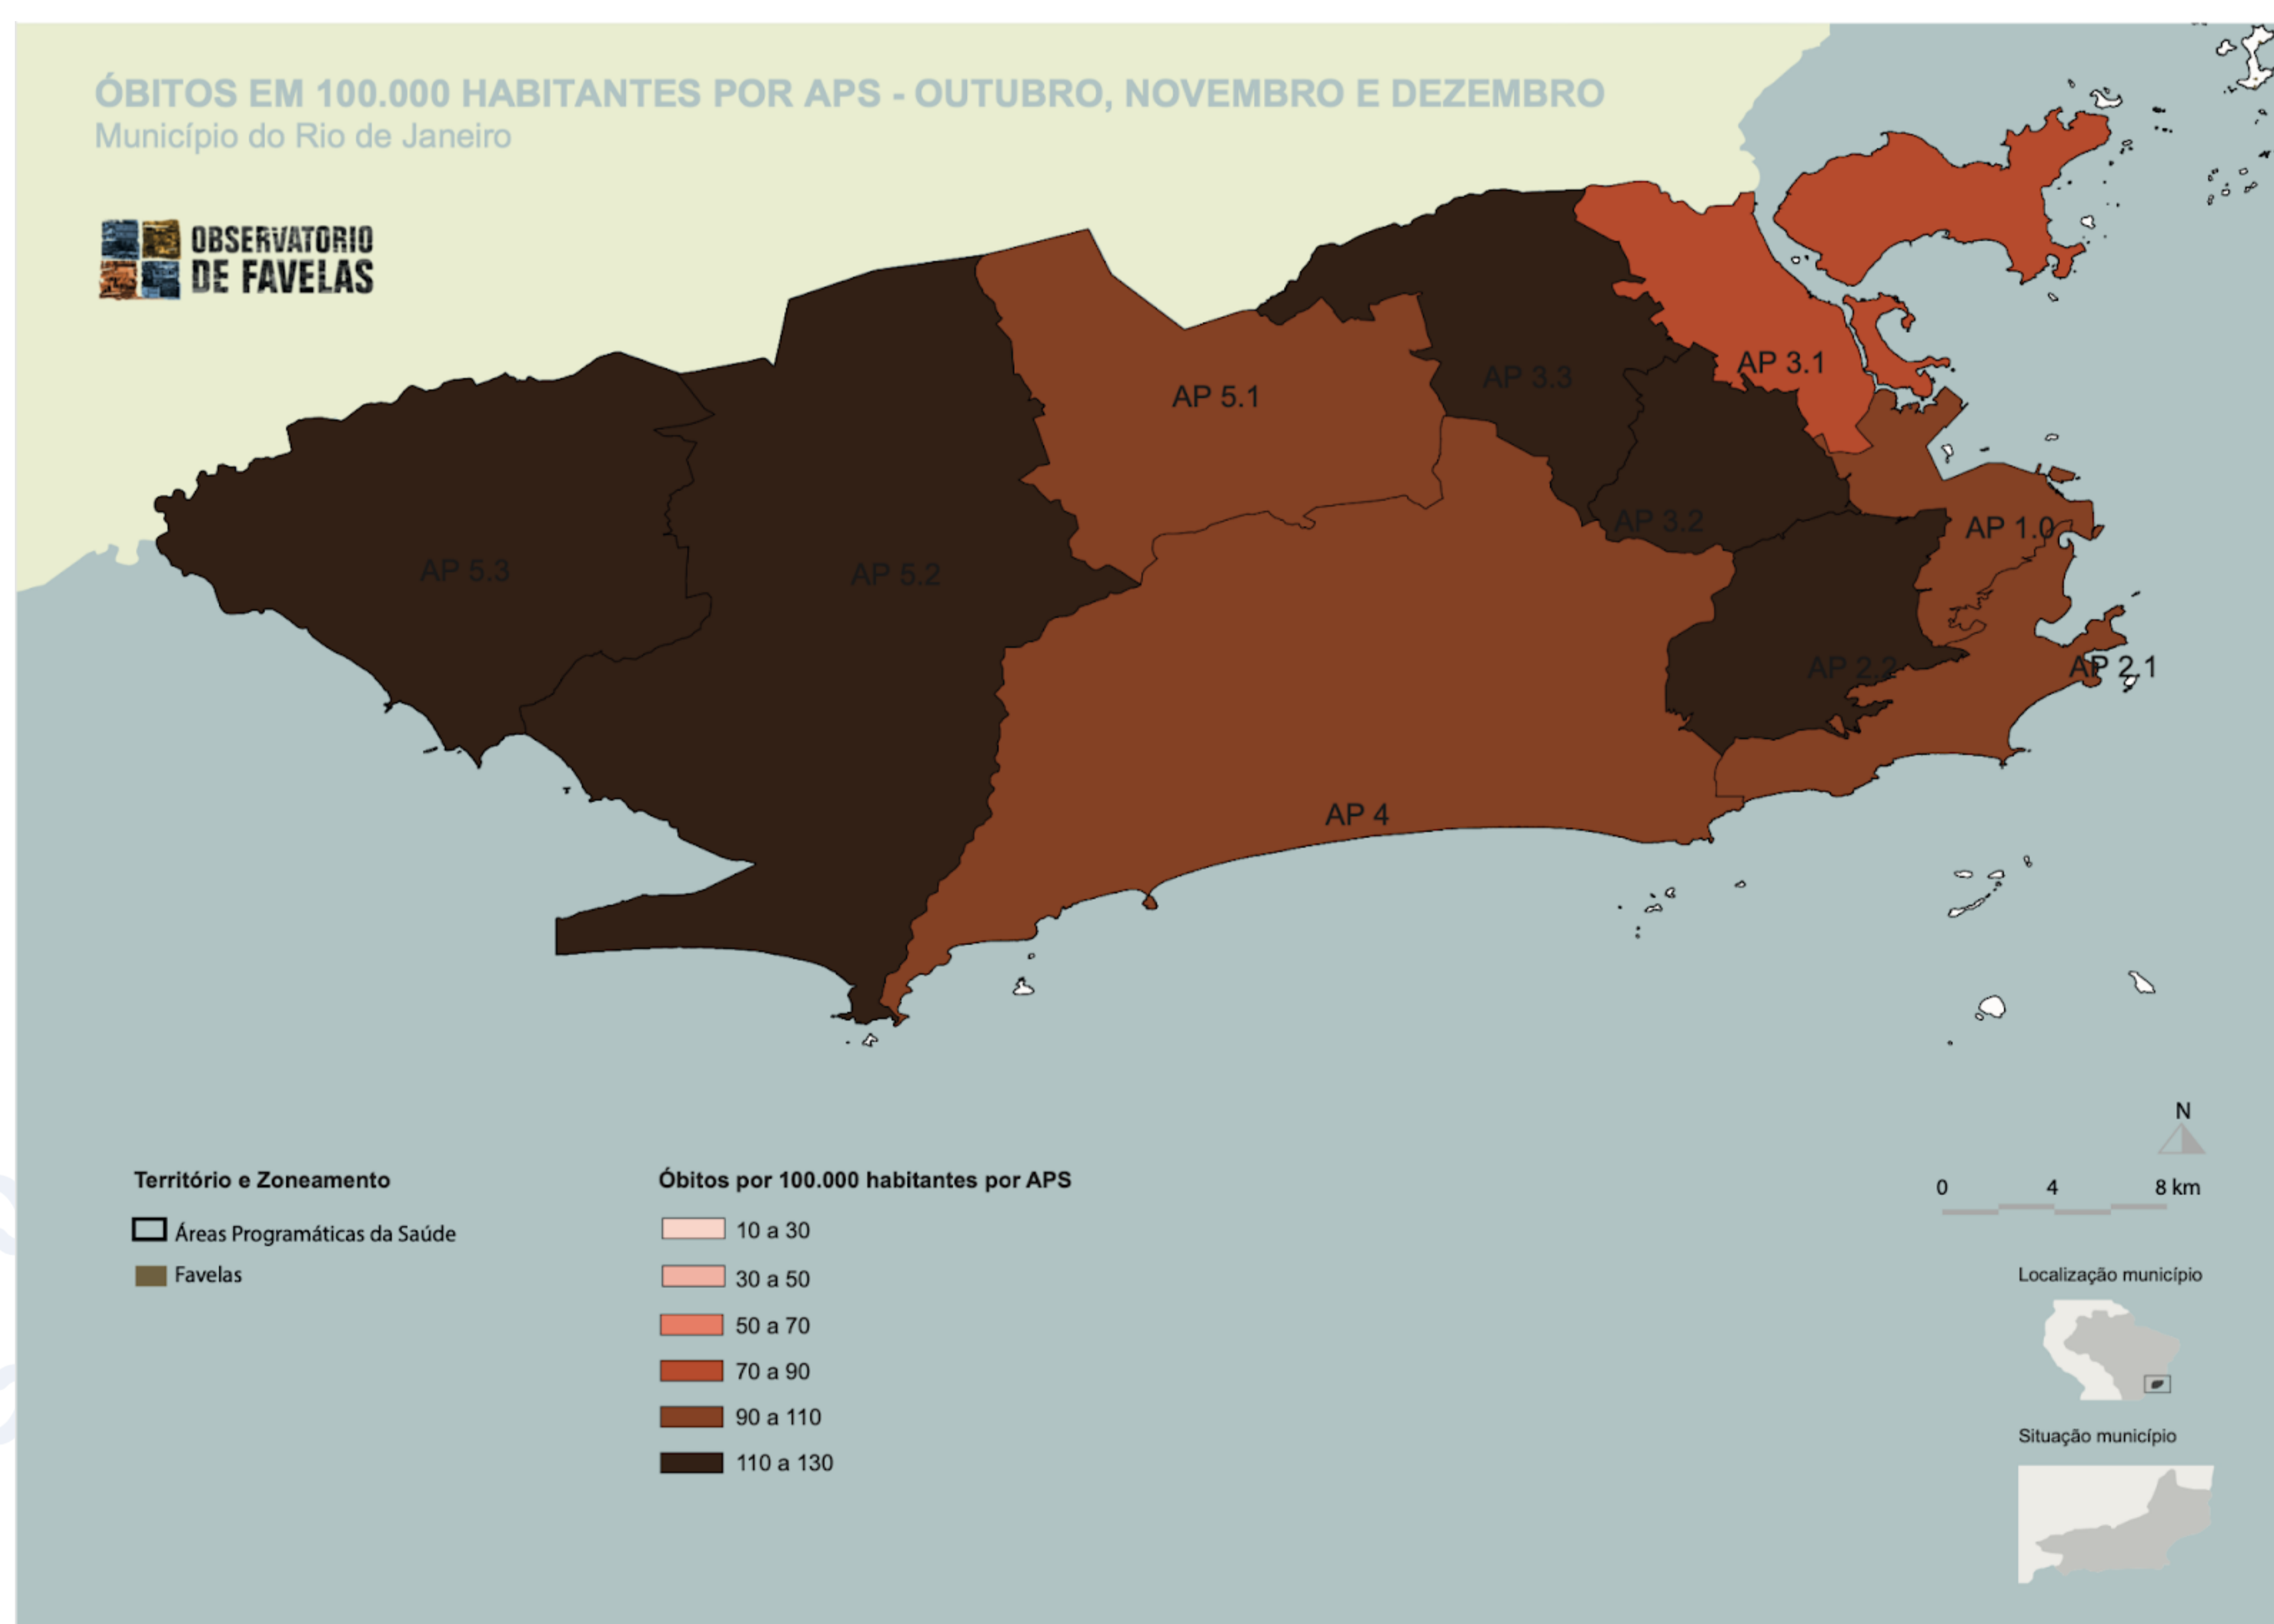 ÓBITOS EM 100.000 HABITANTES POR APS - OUTUBRO, NOVEMBRO E DEZEMBRO
Município do Rio de Janeiro
OBSERVATÓRIO
DE FAVELAS
AP 3.1
AP 3.3
AP 5.1
AP 3.2
AP 1.0
AP 5.3
AP 5.2
AP 2.2
AP 2.1
AP 4
N
0 4 8 km
Território e Zoneamento
Áreas Programáticas da Saúde
Favelas
Óbitos por 100.000 habitantes por APS
10 a 30
30 a 50
50 a 70
70 a 90
90 a 110
110 a 130
Localização município
Situação município